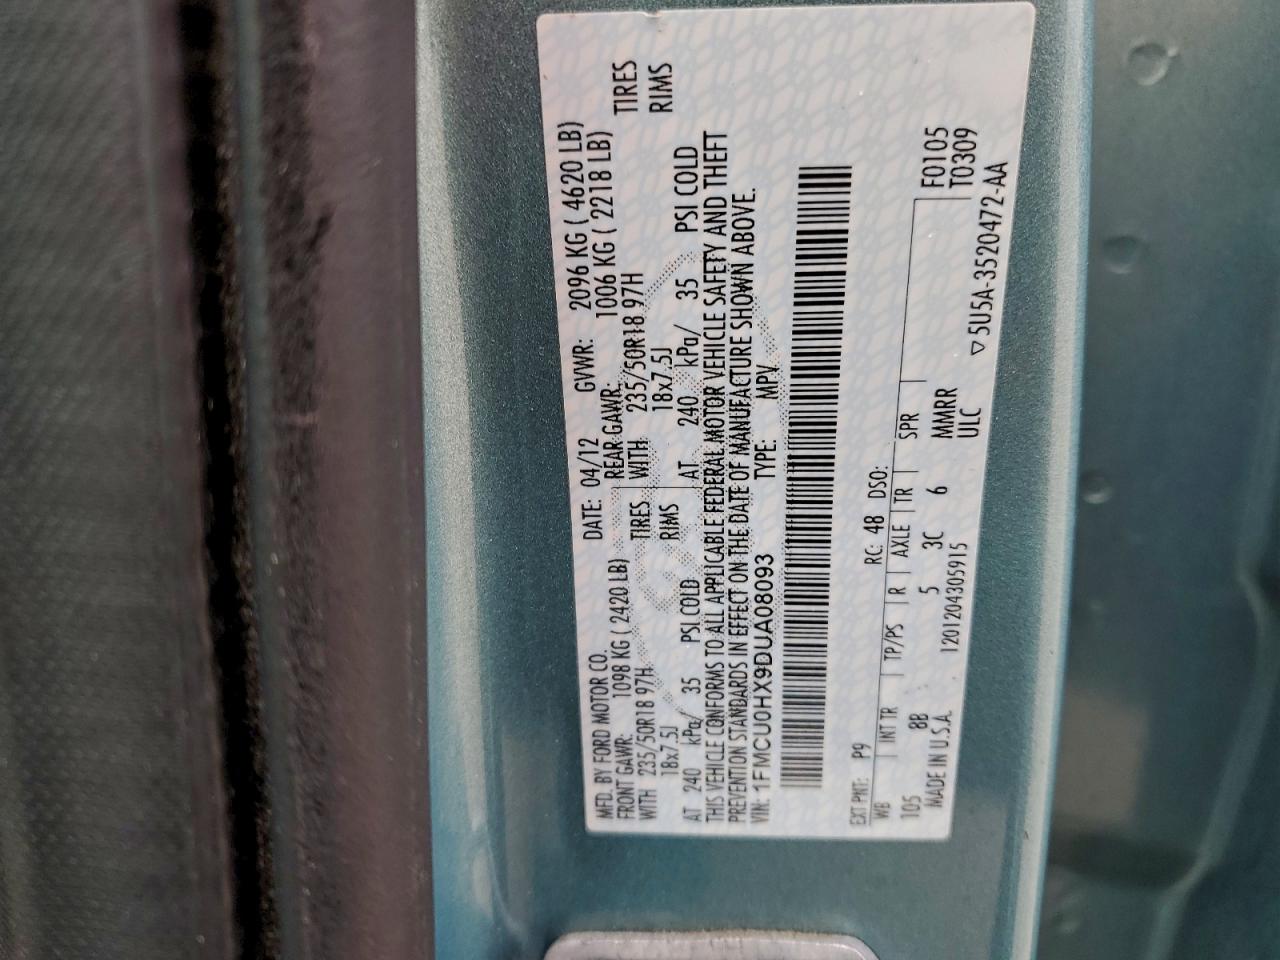 MFD. BY FORD MOTOR CO.
DATE: 04/12 GVWR: 2096 KG ( 4620 LB)
FRONT GAWR: 1098 KG ( 2420 LB) REAR GAWR: 1006 KG ( 2218 LB)
WITH 235/50R18 97H TIRES WITH 235/50R18 97H TIRES
18x7.5J RIMS 18x7.5J RIMS
AT 240 kPa/ 35 PSI COLD AT 240 kPa/ 35 PSI COLD
THIS VEHICLE CONFORMS TO ALL APPLICABLE FEDERAL MOTOR VEHICLE SAFETY AND THEFT
PREVENTION STANDARDS IN EFFECT ON THE DATE OF MANUFACTURE SHOWN ABOVE.
VIN: 1FMCU0HX9DUA08093 TYPE: MPV
EXT PNT: P9 RC: 48 DSO:
WB INT TR TP/PS R AXLE TR SPR F0105
105 8B 5 3C 6 MMRR T0309
MADE IN U.S.A. 1201204305915 ULC
▽5U5A-3520472-AA